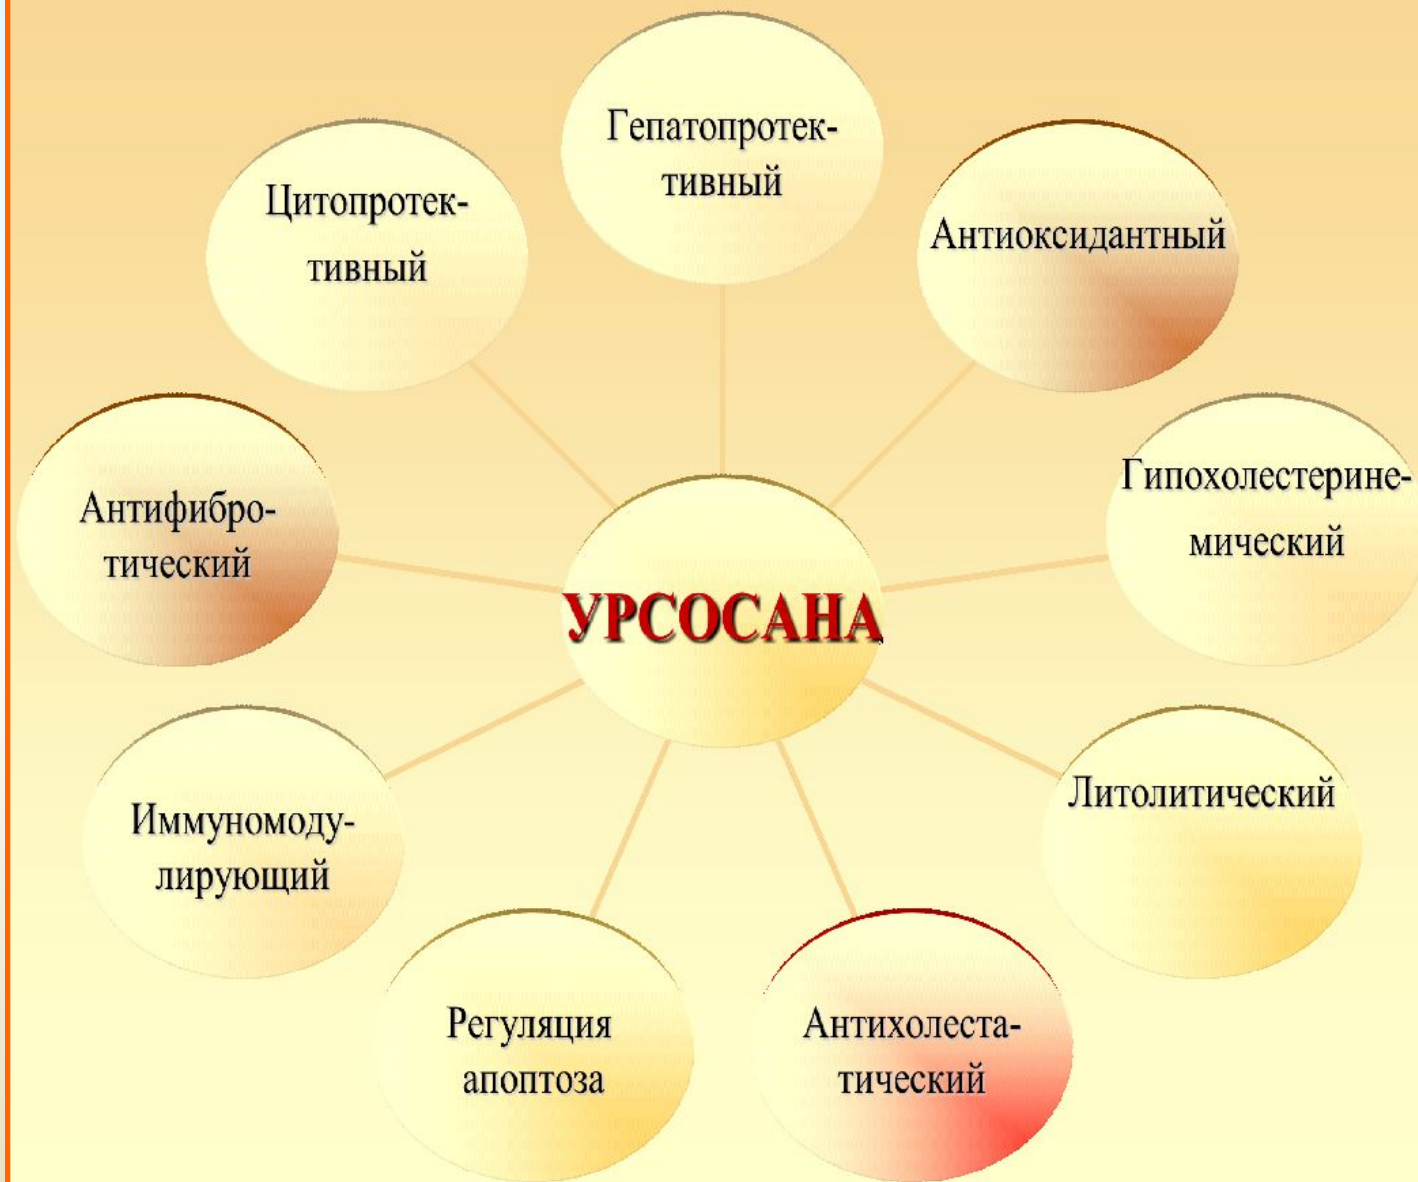 Гепатопротек-
тивный
Цитопротек-
тивный
Антиоксидантный
Антифибро-
тический
Гипохолестерине-
мический
УРСОСАНА
Иммуномоду-
лирующий
Литолитический
Регуляция
апоптоза
Антихолеста-
тический